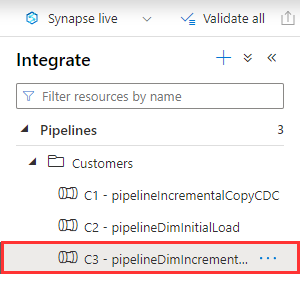 Synapse live
Validate all
Integrate
Filter resources by name
Pipelines 3
Customers
C1 - pipelineIncrementalCopyCDC
C2 - pipelineDimInitialLoad
C3 - pipelineDimIncrement... ...